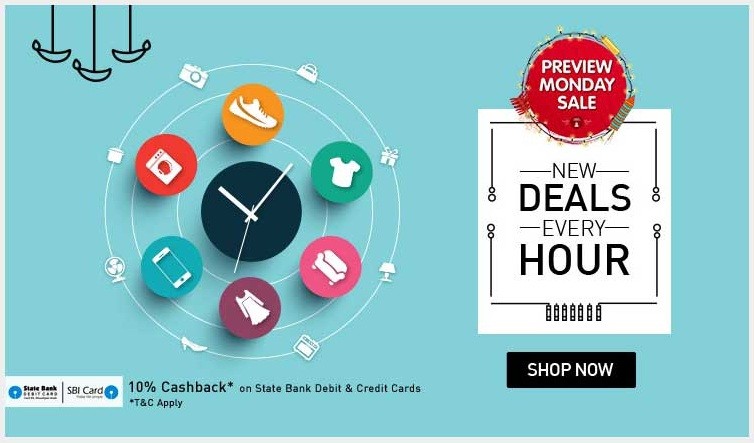 PREVIEW
MONDAY
SALE
NEW
DEALS
EVERY
HOUR
SHOP NOW
State Bank
DEBIT CARD
SBI Card
10% Cashback* on State Bank Debit & Credit Cards
*T&C Apply